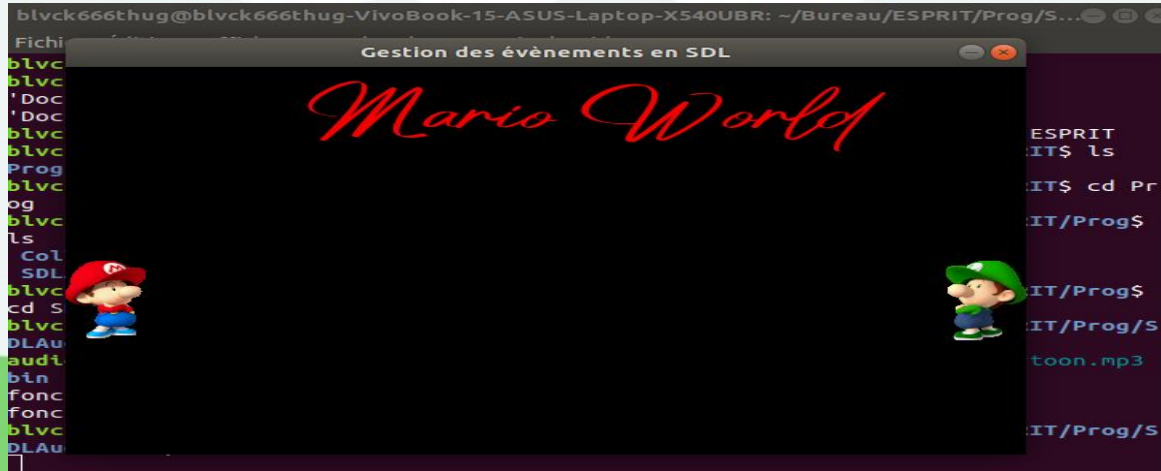 blvck666thug@blvck666thug-VivoBook-15-ASUS-Laptop-X540UBR: ~/Bureau/ESPRIT/Prog/S...
Fichi
Gestion des évènements en SDL
Mario World
blvc
blvc
'Doc
'Doc
blvc ESPRIT
blvc IT$ ls
Prog
blvc IT$ cd Pr
og
blvc IT/Prog$
ls
Col
SDL
blvc IT/Prog$
cd S
blvc IT/Prog/S
DLAu
audi toon.mp3
bin
fonc
fonc
blvc IT/Prog/S
DLAu